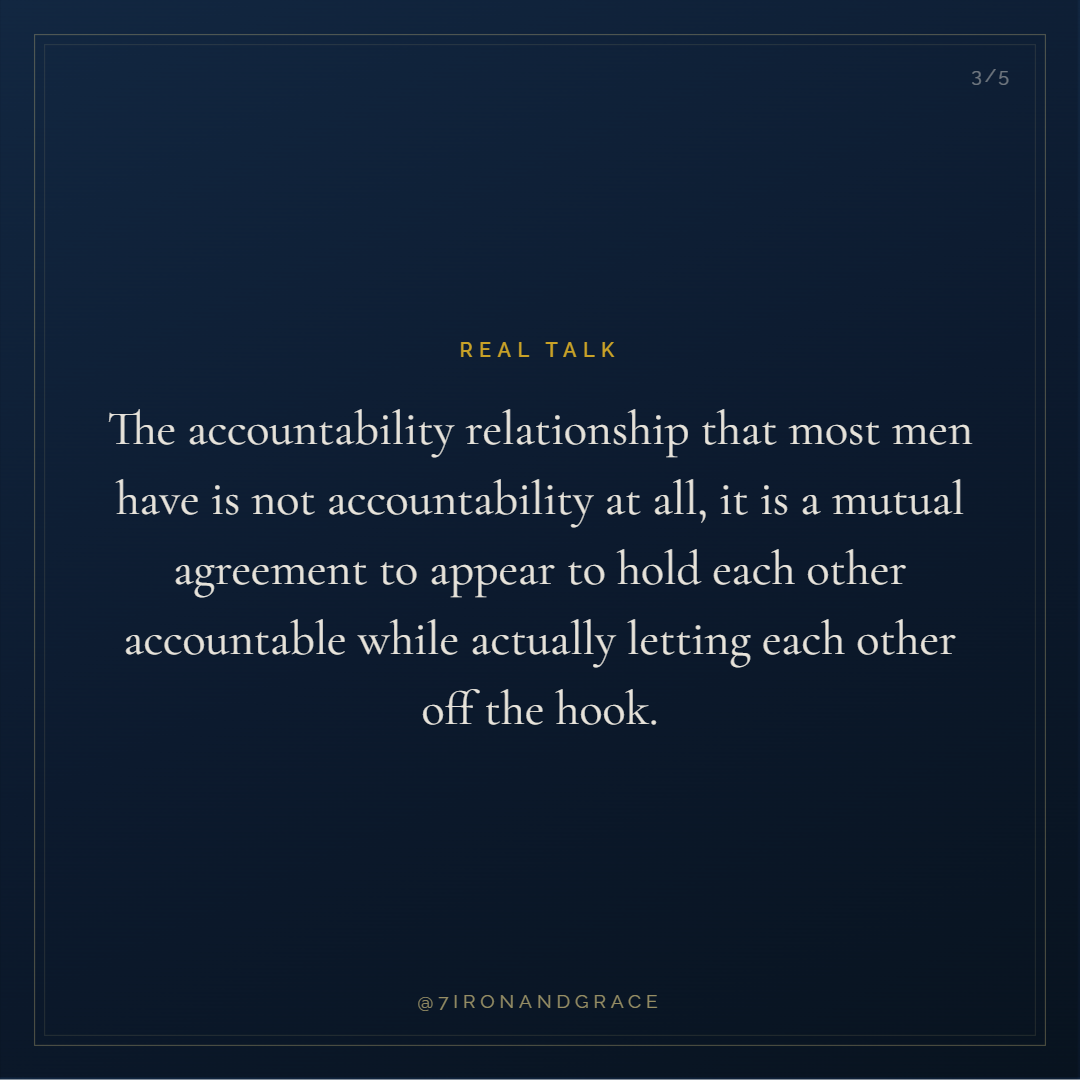 3/5
REAL TALK
The accountability relationship that most men
have is not accountability at all, it is a mutual
agreement to appear to hold each other
accountable while actually letting each other
off the hook.
@7IRONANDGRACE